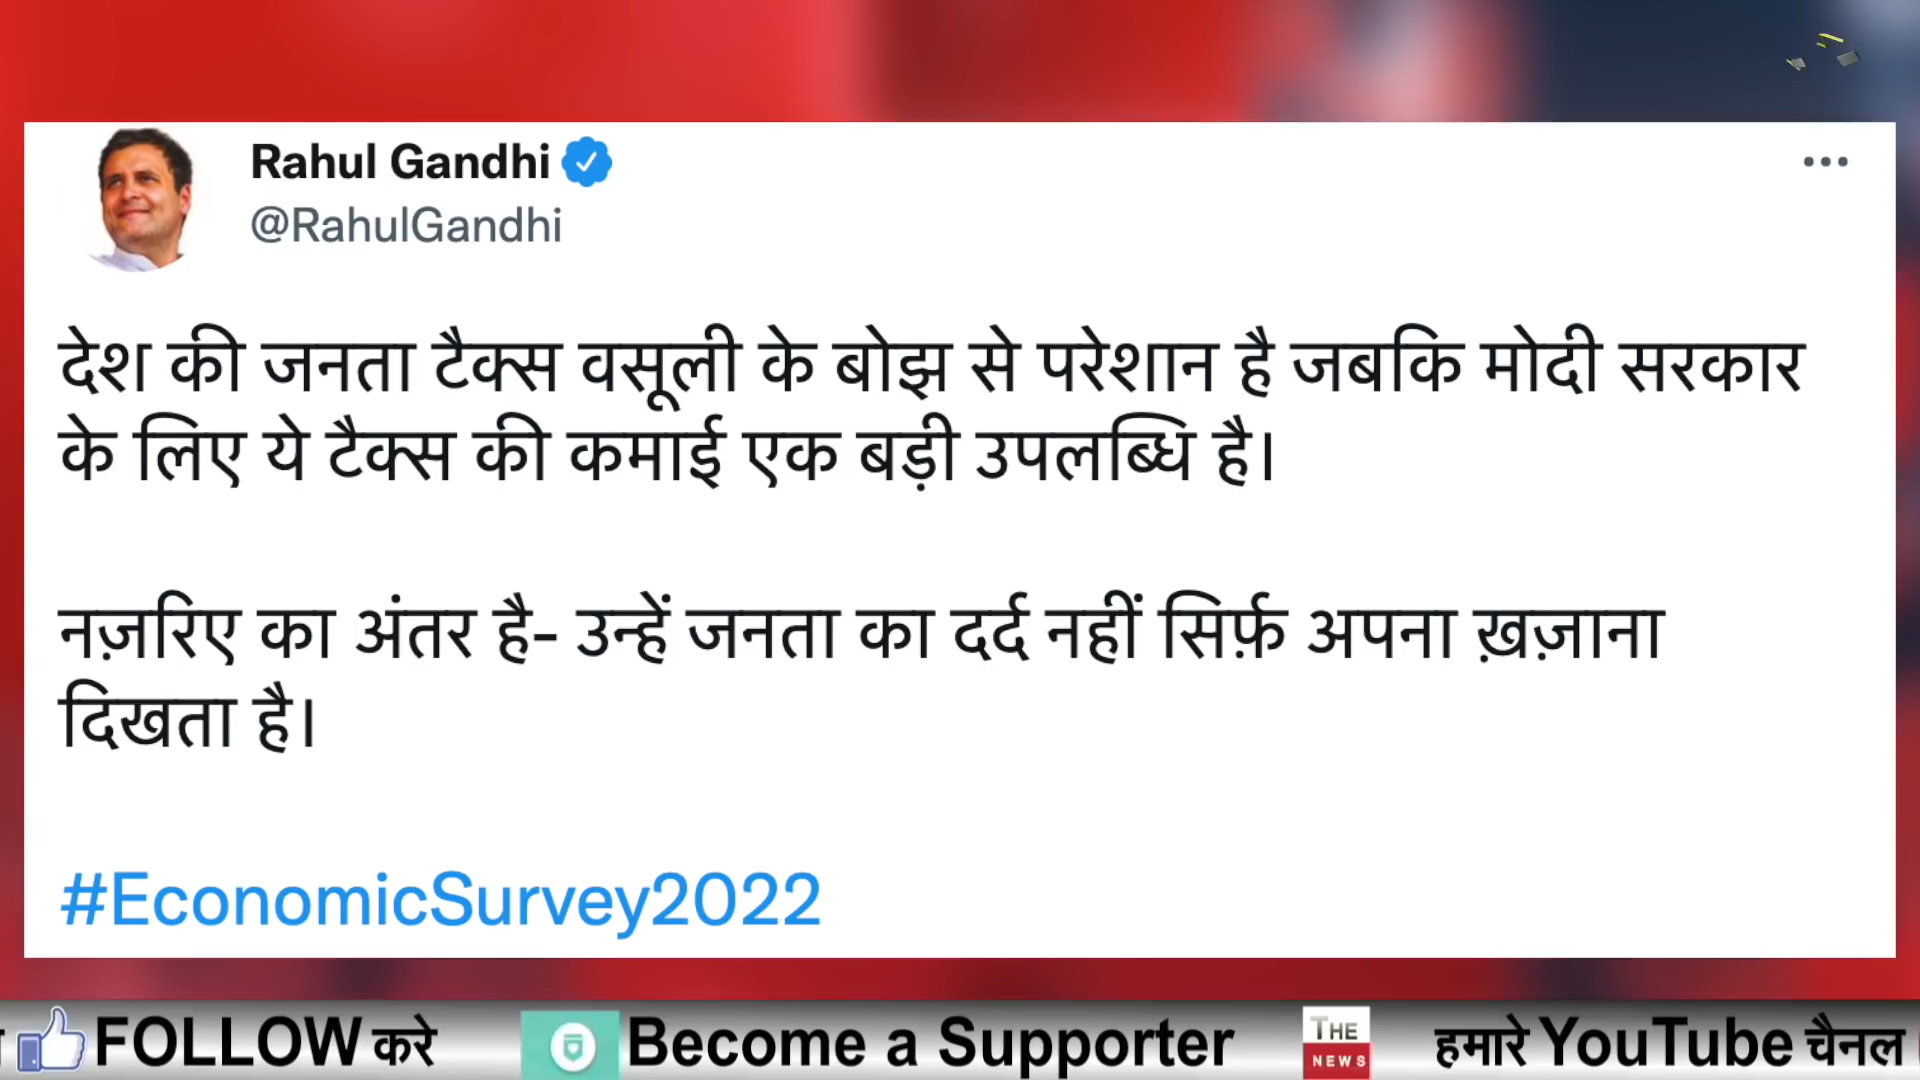 Rahul Gandhi
@RahulGandhi
देश की जनता टैक्स वसूली के बोझ से परेशान है जबकि मोदी सरकार
के लिए ये टैक्स की कमाई एक बड़ी उपलब्धि है।
नज़रिए का अंतर है- उन्हें जनता का दर्द नहीं सिर्फ़ अपना ख़ज़ाना
दिखता है।
#EconomicSurvey2022
FOLLOW करे Become a Supporter THE NEWS हमारे YouTube चैनल